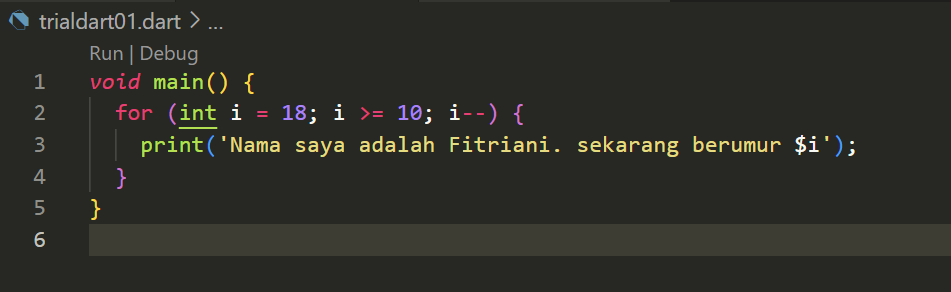 trialdart01.dart > ...
Run | Debug
1 void main() {
2   for (int i = 18; i >= 10; i--) {
3     print('Nama saya adalah Fitriani. sekarang berumur $i');
4   }
5 }
6